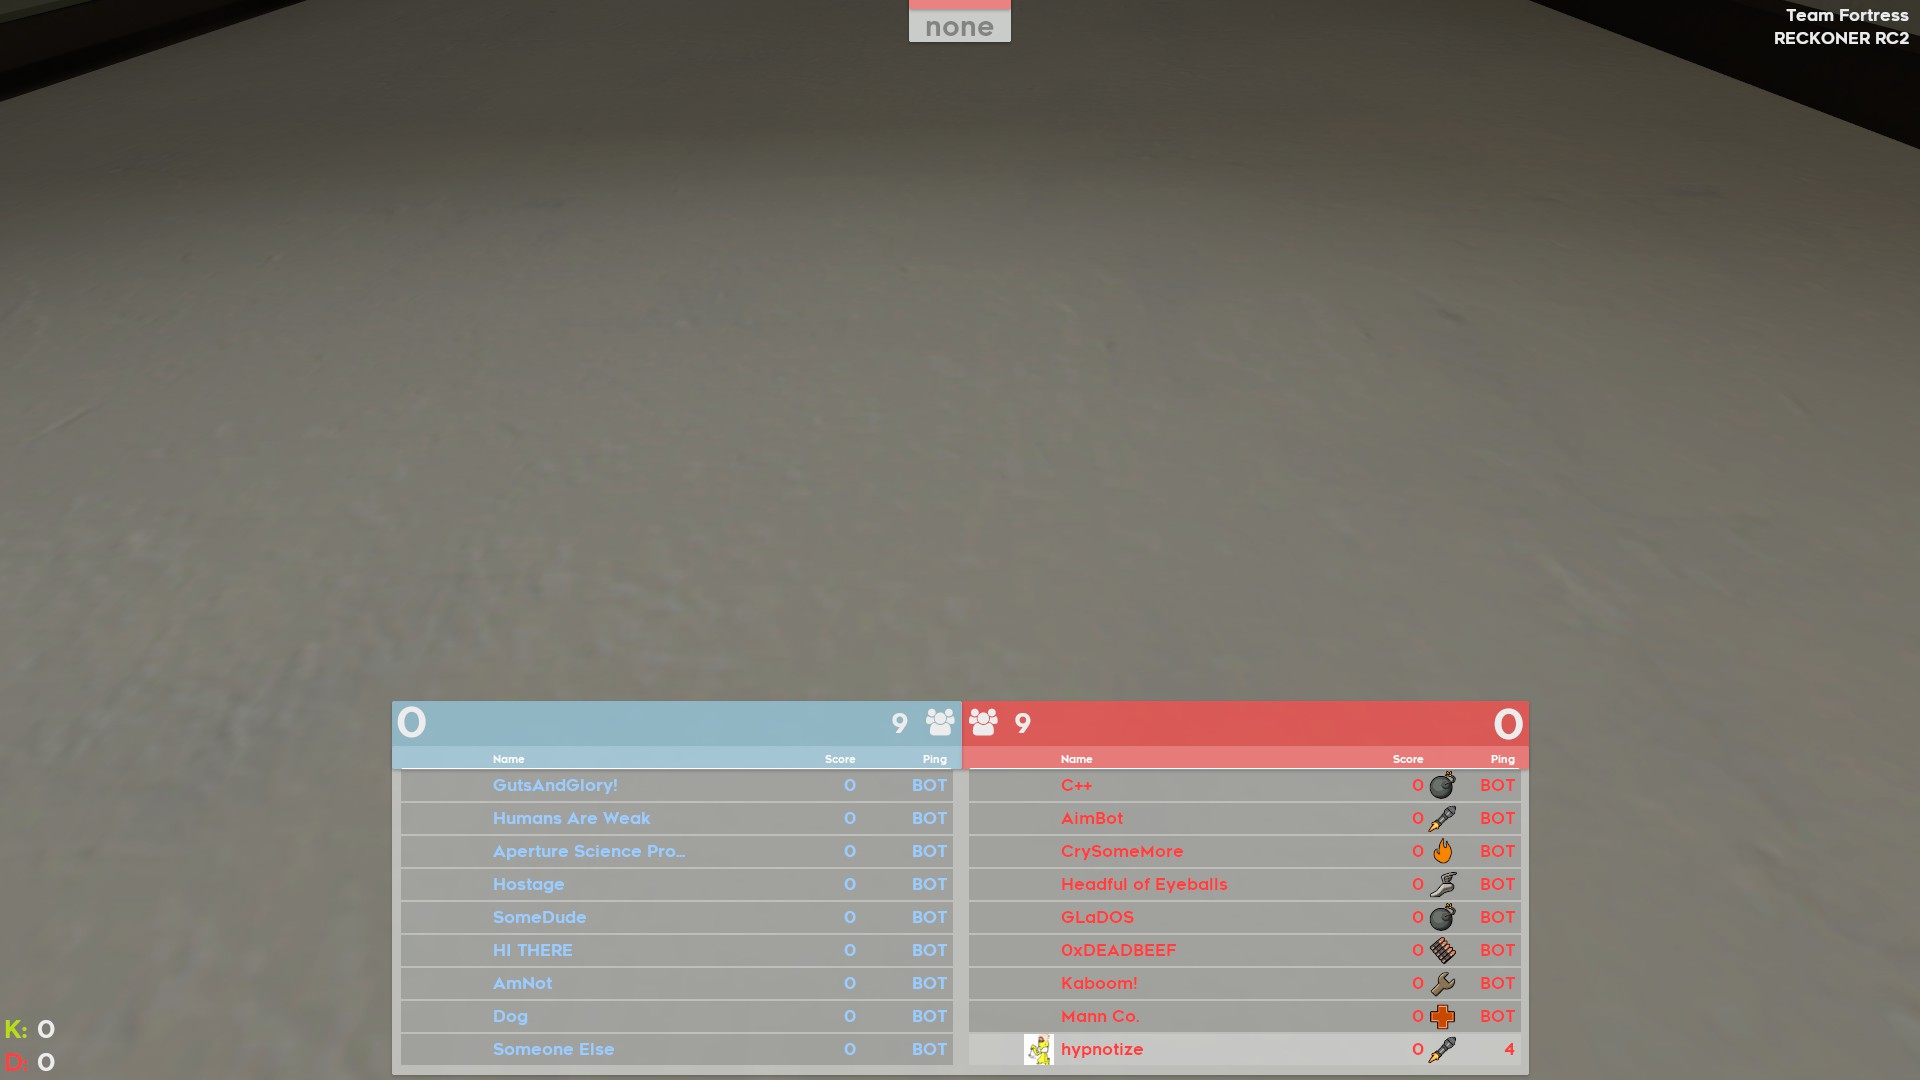 none
Team Fortress
RECKONER RC2
0 9
9 0
Name Score Ping
Name Score Ping
GutsAndGlory! 0 BOT
Humans Are Weak 0 BOT
Aperture Science Pro... 0 BOT
Hostage 0 BOT
SomeDude 0 BOT
HI THERE 0 BOT
AmNot 0 BOT
Dog 0 BOT
Someone Else 0 BOT
C++ 0 BOT
AimBot 0 BOT
CrySomeMore 0 BOT
Headful of Eyeballs 0 BOT
GLaDOS 0 BOT
0xDEADBEEF 0 BOT
Kaboom! 0 BOT
Mann Co. 0 BOT
hypnotize 0 4
K: 0
D: 0